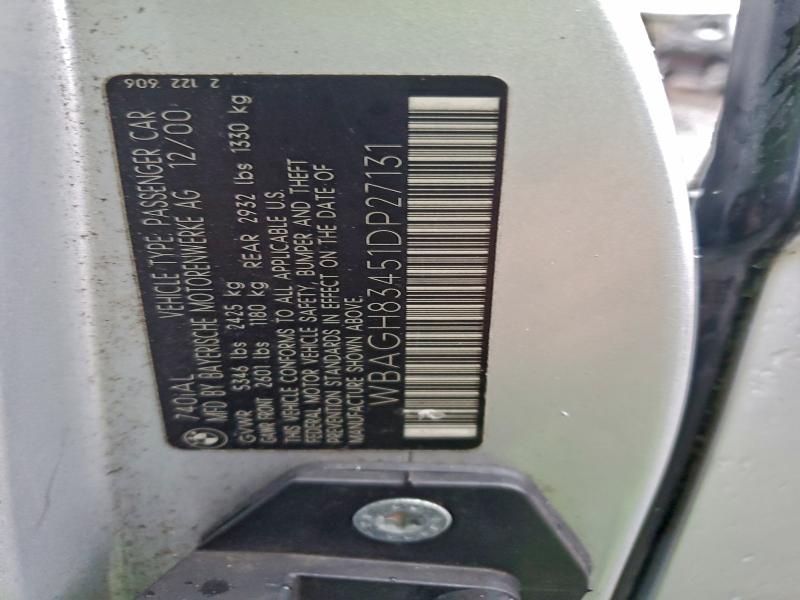 740iAL VEHICLE TYPE: PASSENGER CAR
MFD BY BAYERISCHE MOTORENWERKE AG 12/00
GVWR 5346 lbs 2425 kg
GAWR FRONT 2601 lbs 1180 kg REAR 2932 lbs 1330 kg
THIS VEHICLE CONFORMS TO ALL APPLICABLE U.S.
FEDERAL MOTOR VEHICLE SAFETY, BUMPER AND THEFT
PREVENTION STANDARDS IN EFFECT ON THE DATE OF
MANUFACTURE SHOWN ABOVE.
WBAGH83451DP27131
2 122 606